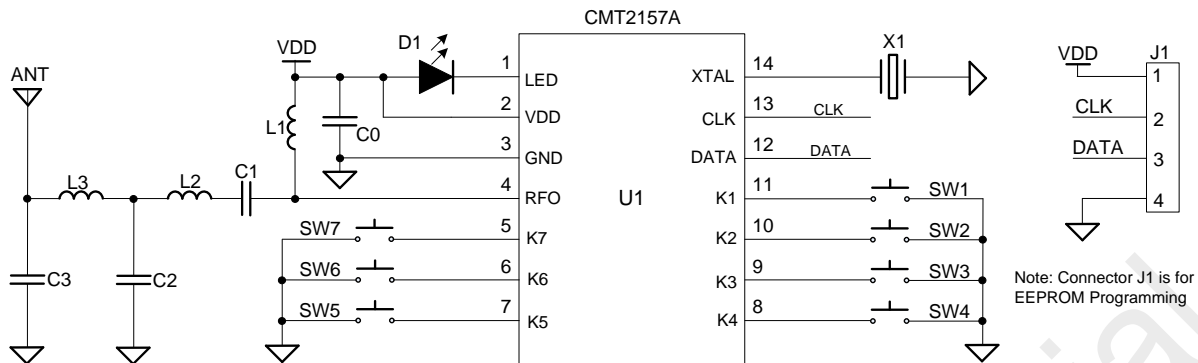 CMT2157A
ANT
VDD
D1
L1
C0
L3
L2
C1
C3
C2
1
LED
2
VDD
3
GND
4
RFO
SW7
5
K7
SW6
6
K6
SW5
7
K5
U1
XTAL
14
X1
CLK
13
CLK
DATA
12
DATA
K1
11
SW1
K2
10
SW2
K3
9
SW3
K4
8
SW4
J1
VDD
1
CLK
2
DATA
3
4
Note: Connector J1 is for
EEPROM Programming